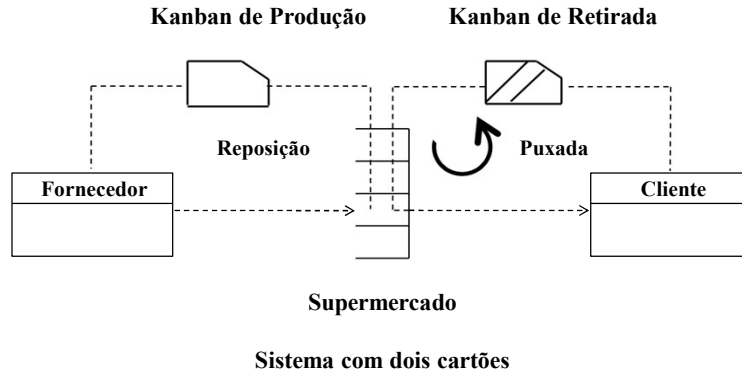 Kanban de Produção
Kanban de Retirada
Reposição
Puxada
Fornecedor
Cliente
Supermercado
Sistema com dois cartões